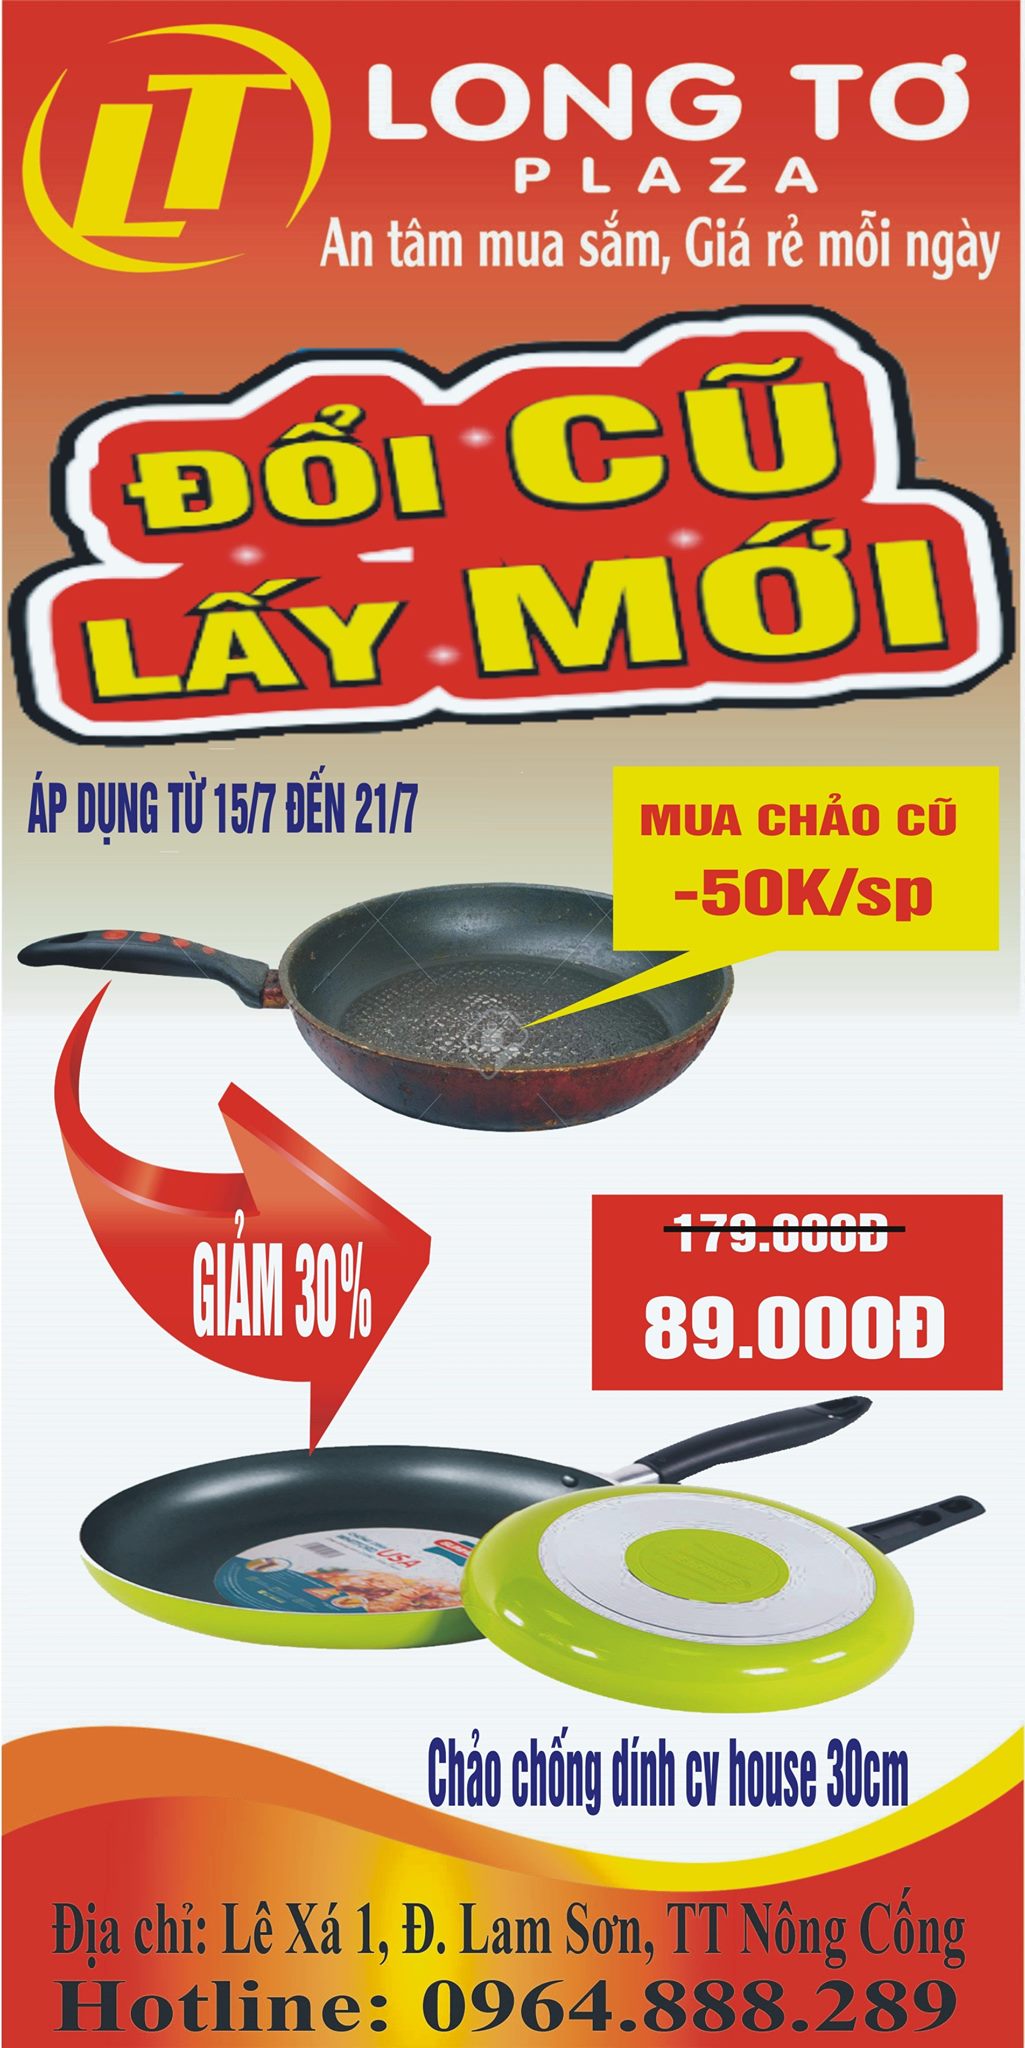 LT
LONG TƠ
PLAZA
An tâm mua sắm, Giá rẻ mỗi ngày
ĐỔI CŨ
LẤY MỚI
ÁP DỤNG TỪ 15/7 ĐẾN 21/7
MUA CHẢO CŨ
-50K/sp
GIẢM 30%
179.000Đ
89.000Đ
USA
Chảo chống dính cv house 30cm
Địa chỉ: Lê Xá 1, Đ. Lam Sơn, TT Nông Cống
Hotline: 0964.888.289